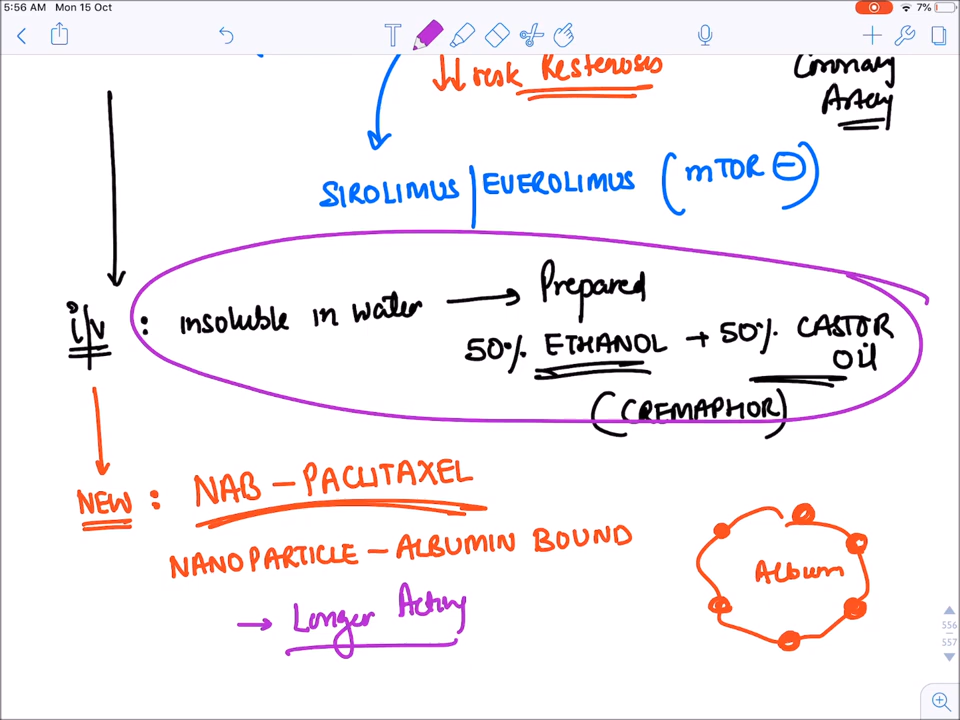 5:56 AM Mon 15 Oct
7%
↓↓ risk Restenosis
Coronary
Artery
SIROLIMUS | EVEROLIMUS (mTOR ⊖)
i/v : insoluble in water → Prepared
50% ETHANOL + 50% CASTOR
Oil
(CREMAPHOR)
NEW : NAB - PACLITAXEL
NANOPARTICLE - ALBUMIN BOUND
→ Longer Acting
Albumin
556
557